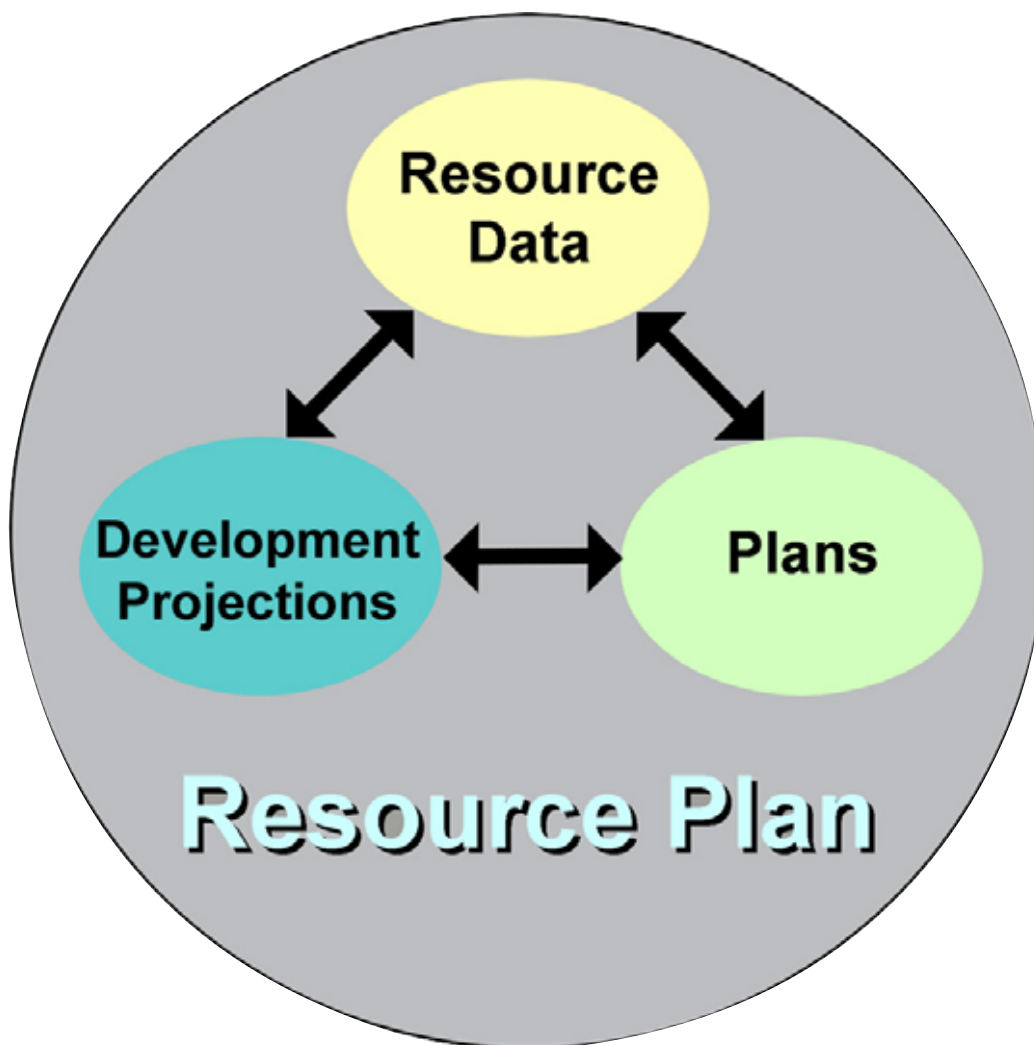 Resource
Data
Development
Projections
Plans
Resource Plan